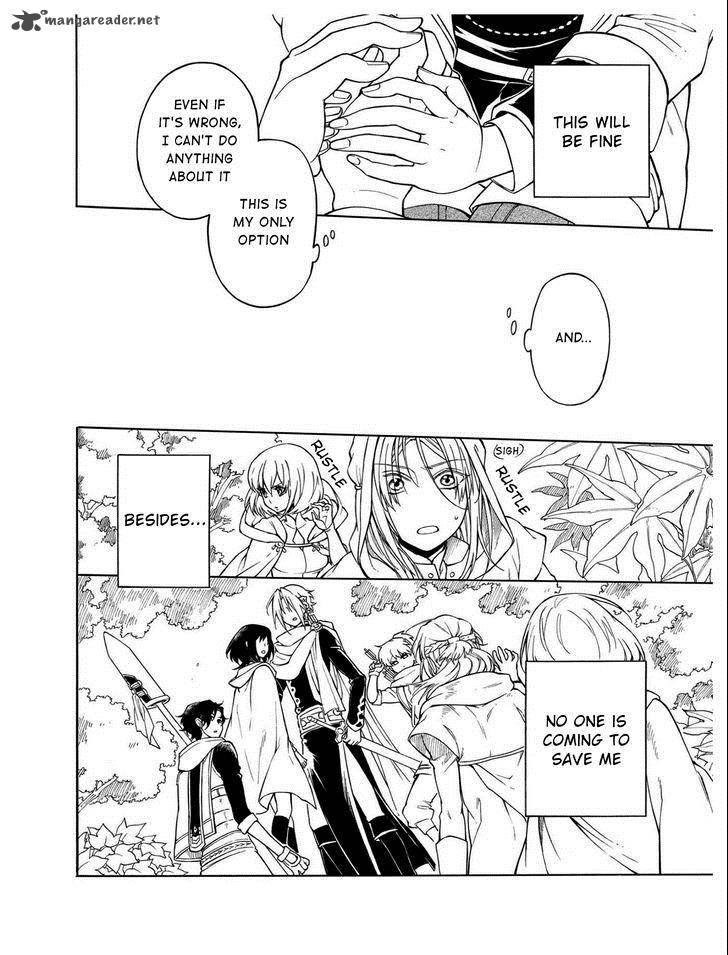 mangareader.net
THIS WILL
BE FINE
EVEN IF
IT'S WRONG,
I CAN'T DO
ANYTHING
ABOUT IT
THIS IS
MY ONLY
OPTION
AND...
SIGH
RUSTLE
RUSTLE
BESIDES...
NO ONE IS
COMING TO
SAVE ME